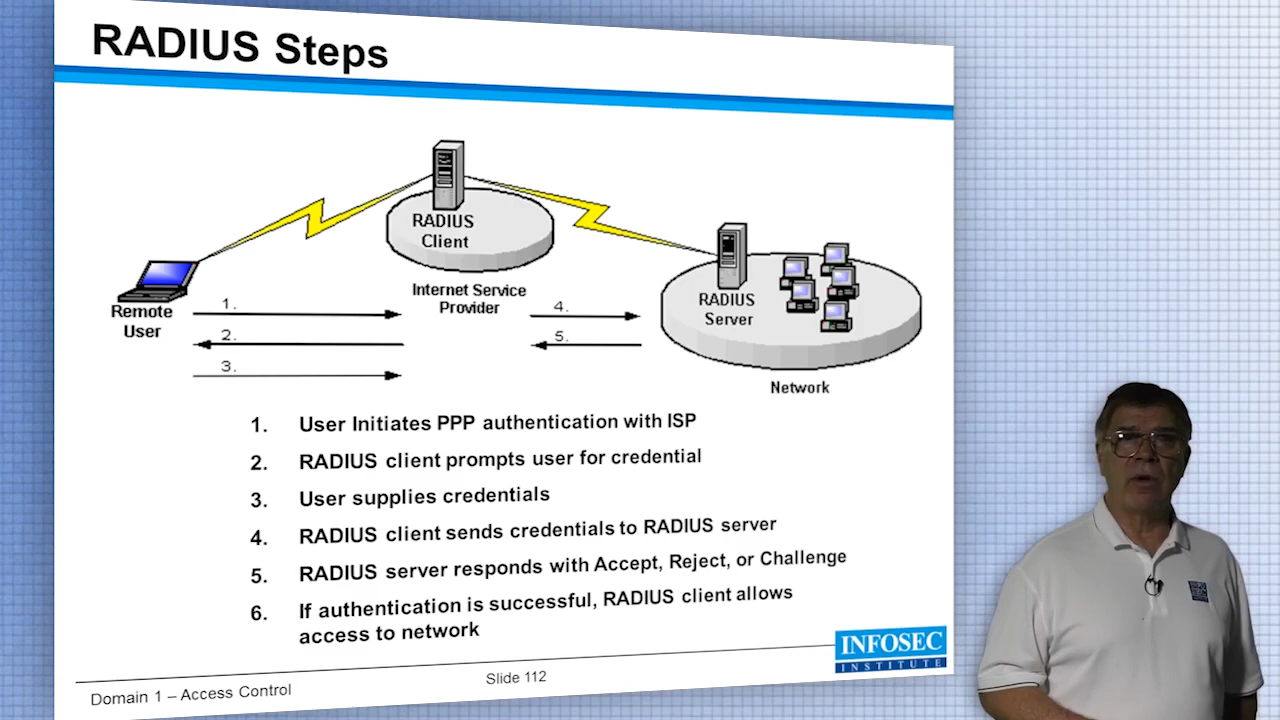 RADIUS Steps
RADIUS
Client
Internet Service
Provider
Remote
User
1.
2.
3.
4.
5.
RADIUS
Server
Network
1. User Initiates PPP authentication with ISP
2. RADIUS client prompts user for credential
3. User supplies credentials
4. RADIUS client sends credentials to RADIUS server
5. RADIUS server responds with Accept, Reject, or Challenge
6. If authentication is successful, RADIUS client allows
access to network
INFOSEC
INSTITUTE
Domain 1 – Access Control
Slide 112